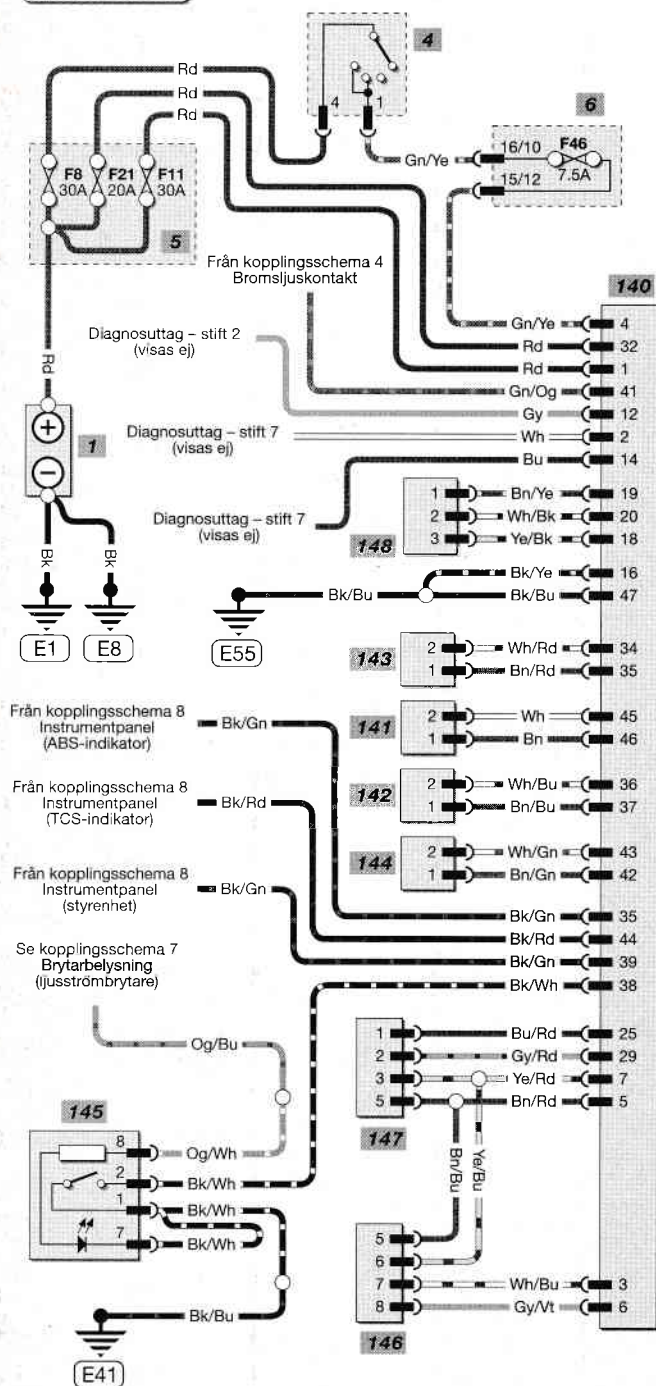 Rd
4
Rd
Rd
4
1
6
Gn/Ye
16/10
F46
15/12
7.5A
F8
F21
F11
30A
20A
30A
5
Från kopplingsschema 4
Bromsljuskontakt
140
Diagnosuttag – stift 2
(visas ej)
Gn/Ye 4
Rd 32
Rd 1
Gn/Og 41
Gy 12
Rd
+
1
–
Diagnosuttag – stift 7
(visas ej)
Wh 2
Bu 14
Diagnosuttag – stift 7
(visas ej)
148
1 Bn/Ye 19
2 Wh/Bk 20
3 Ye/Bk 18
Bk
Bk
Bk/Ye 16
Bk/Bu
Bk/Bu 47
E1
E8
E55
143
2 Wh/Rd 34
1 Bn/Rd 35
Från kopplingsschema 8
Instrumentpanel
(ABS-indikator)
Bk/Gn
141
2 Wh 45
1 Bn 46
Från kopplingsschema 8
Instrumentpanel
(TCS-indikator)
Bk/Rd
142
2 Wh/Bu 36
1 Bn/Bu 37
144
2 Wh/Gn 43
1 Bn/Gn 42
Från kopplingsschema 8
Instrumentpanel
(styrenhet)
Bk/Gn
Bk/Gn 35
Bk/Rd 44
Bk/Gn 39
Bk/Wh 38
Se kopplingsschema 7
Brytarbelysning
(ljusströmbrytare)
Og/Bu
1 Bu/Rd 25
2 Gy/Rd 29
3 Ye/Rd 7
5 Bn/Rd 5
147
145
8 Og/Wh
2 Bk/Wh
1 Bk/Wh
7 Bk/Wh
Bn/Bu
Ye/Bu
5
6
7 Wh/Bu 3
8 Gy/Vt 6
146
Bk/Bu
E41